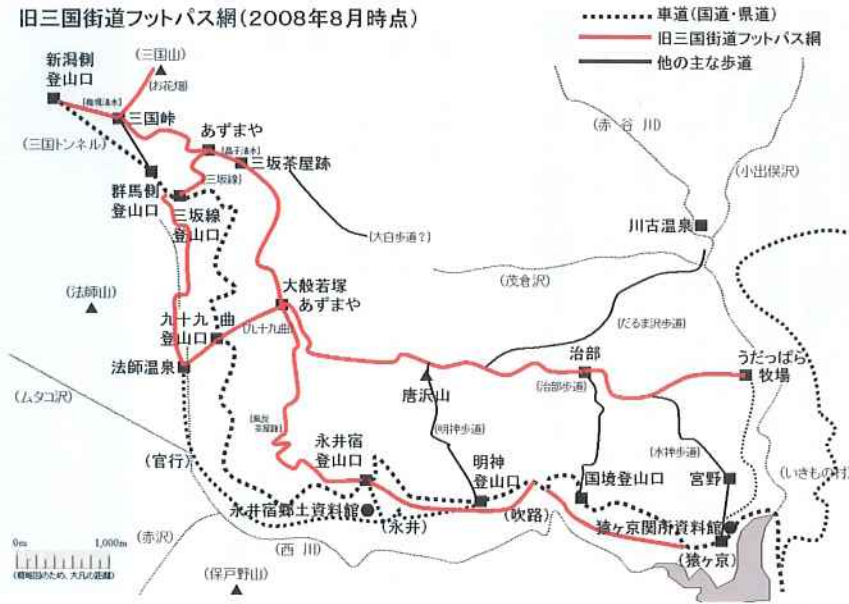 旧三国街道フットパス網(2008年8月時点)
車道(国道・県道)
旧三国街道フットパス網
他の主な歩道
新潟側
登山口
(三国山)
(お花畑)
三国峠
(三国トンネル)
あずまや
三坂茶屋跡
(三坂線)
群馬側
登山口
三坂線
登山口
(大白歩道?)
(赤谷川)
(小出俣沢)
川古温泉
(茂倉沢)
(法師山)
大般若塚
あずまや
九十九曲
登山口
(九十九曲)
(だるま沢歩道)
法師温泉
治部
(治部歩道)
うだっぱら
牧場
唐沢山
(ムタコ沢)
(明神歩道)
(水神歩道)
永井宿
登山口
明神
登山口
国境登山口
宮野
(いきもの村)
(官行)
永井宿郷土資料館
(永井)
(吹路)
猿ヶ京関所資料館
(猿ヶ京)
(赤沢)
(西川)
(保戸野山)
0m
1,000m